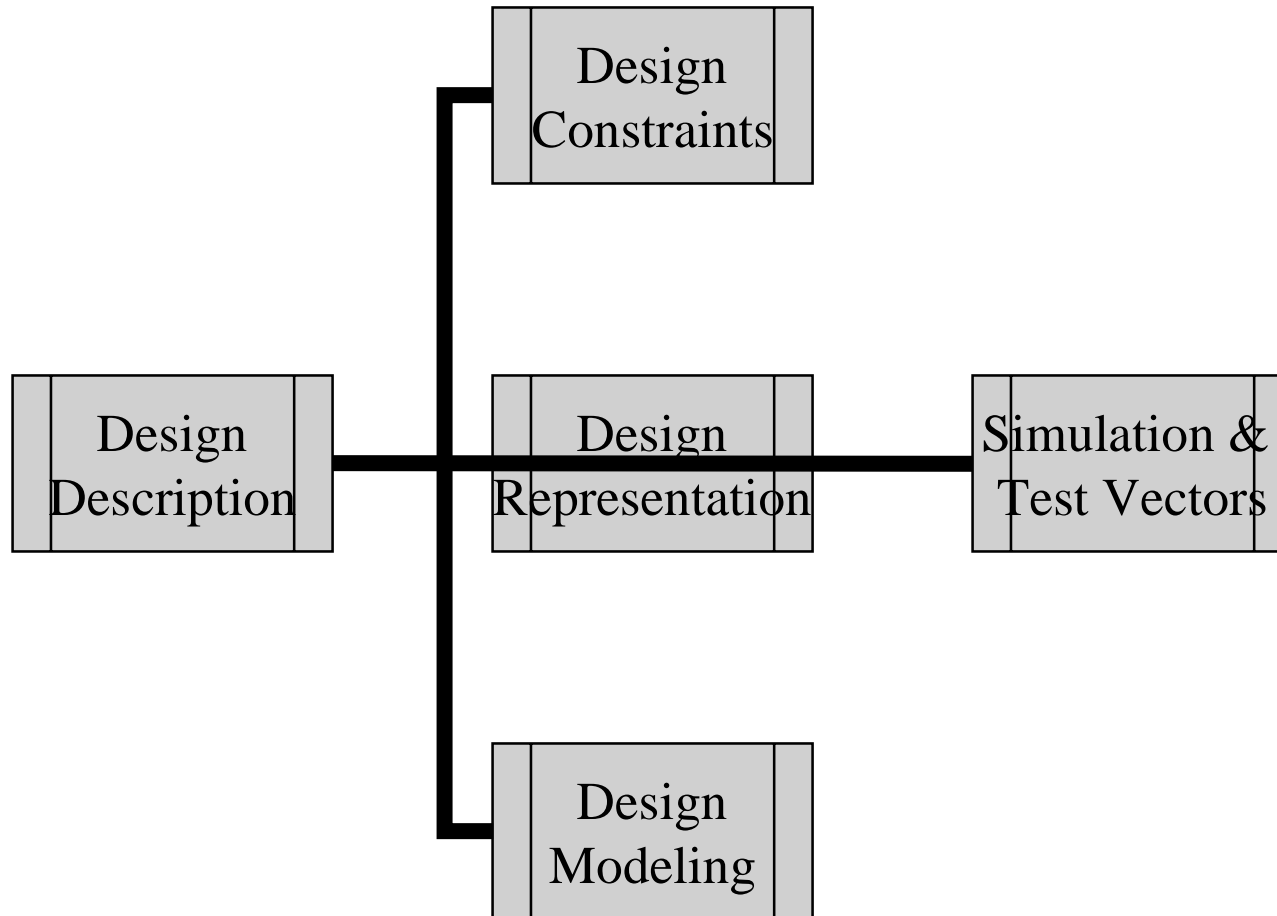 Design
Constraints
Design
Description
Design
Representation
Simulation &
Test Vectors
Design
Modeling